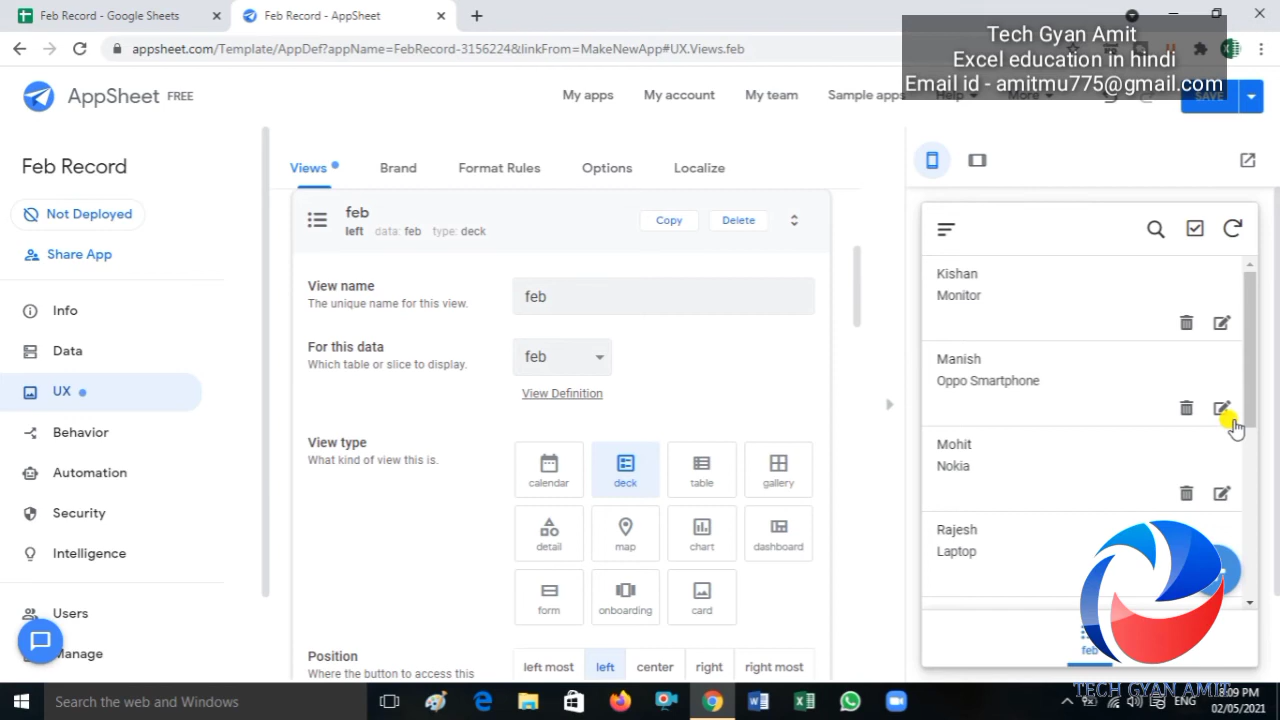 Feb Record - Google Sheets
Feb Record - AppSheet
appsheet.com/Template/AppDef?appName=FebRecord-3156224&linkFrom=MakeNewApp#UX.Views.feb
Tech Gyan Amit
Excel education in hindi
Email id - amitmu775@gmail.com
AppSheet FREE
My apps
My account
My team
Sample apps
Help
More
SAVE
Feb Record
Not Deployed
Share App
Info
Data
UX
Behavior
Automation
Security
Intelligence
Users
Manage
Views
Brand
Format Rules
Options
Localize
feb
left data: feb type: deck
Copy
Delete
View name
The unique name for this view.
feb
For this data
Which table or slice to display.
feb
View Definition
View type
What kind of view this is.
calendar
deck
table
gallery
detail
map
chart
dashboard
form
onboarding
card
Position
Where the button to access this
left most
left
center
right
right most
Kishan
Monitor
Manish
Oppo Smartphone
Mohit
Nokia
Rajesh
Laptop
feb
TECH GYAN AMIT
Search the web and Windows
ENG
8:09 PM
02/05/2021